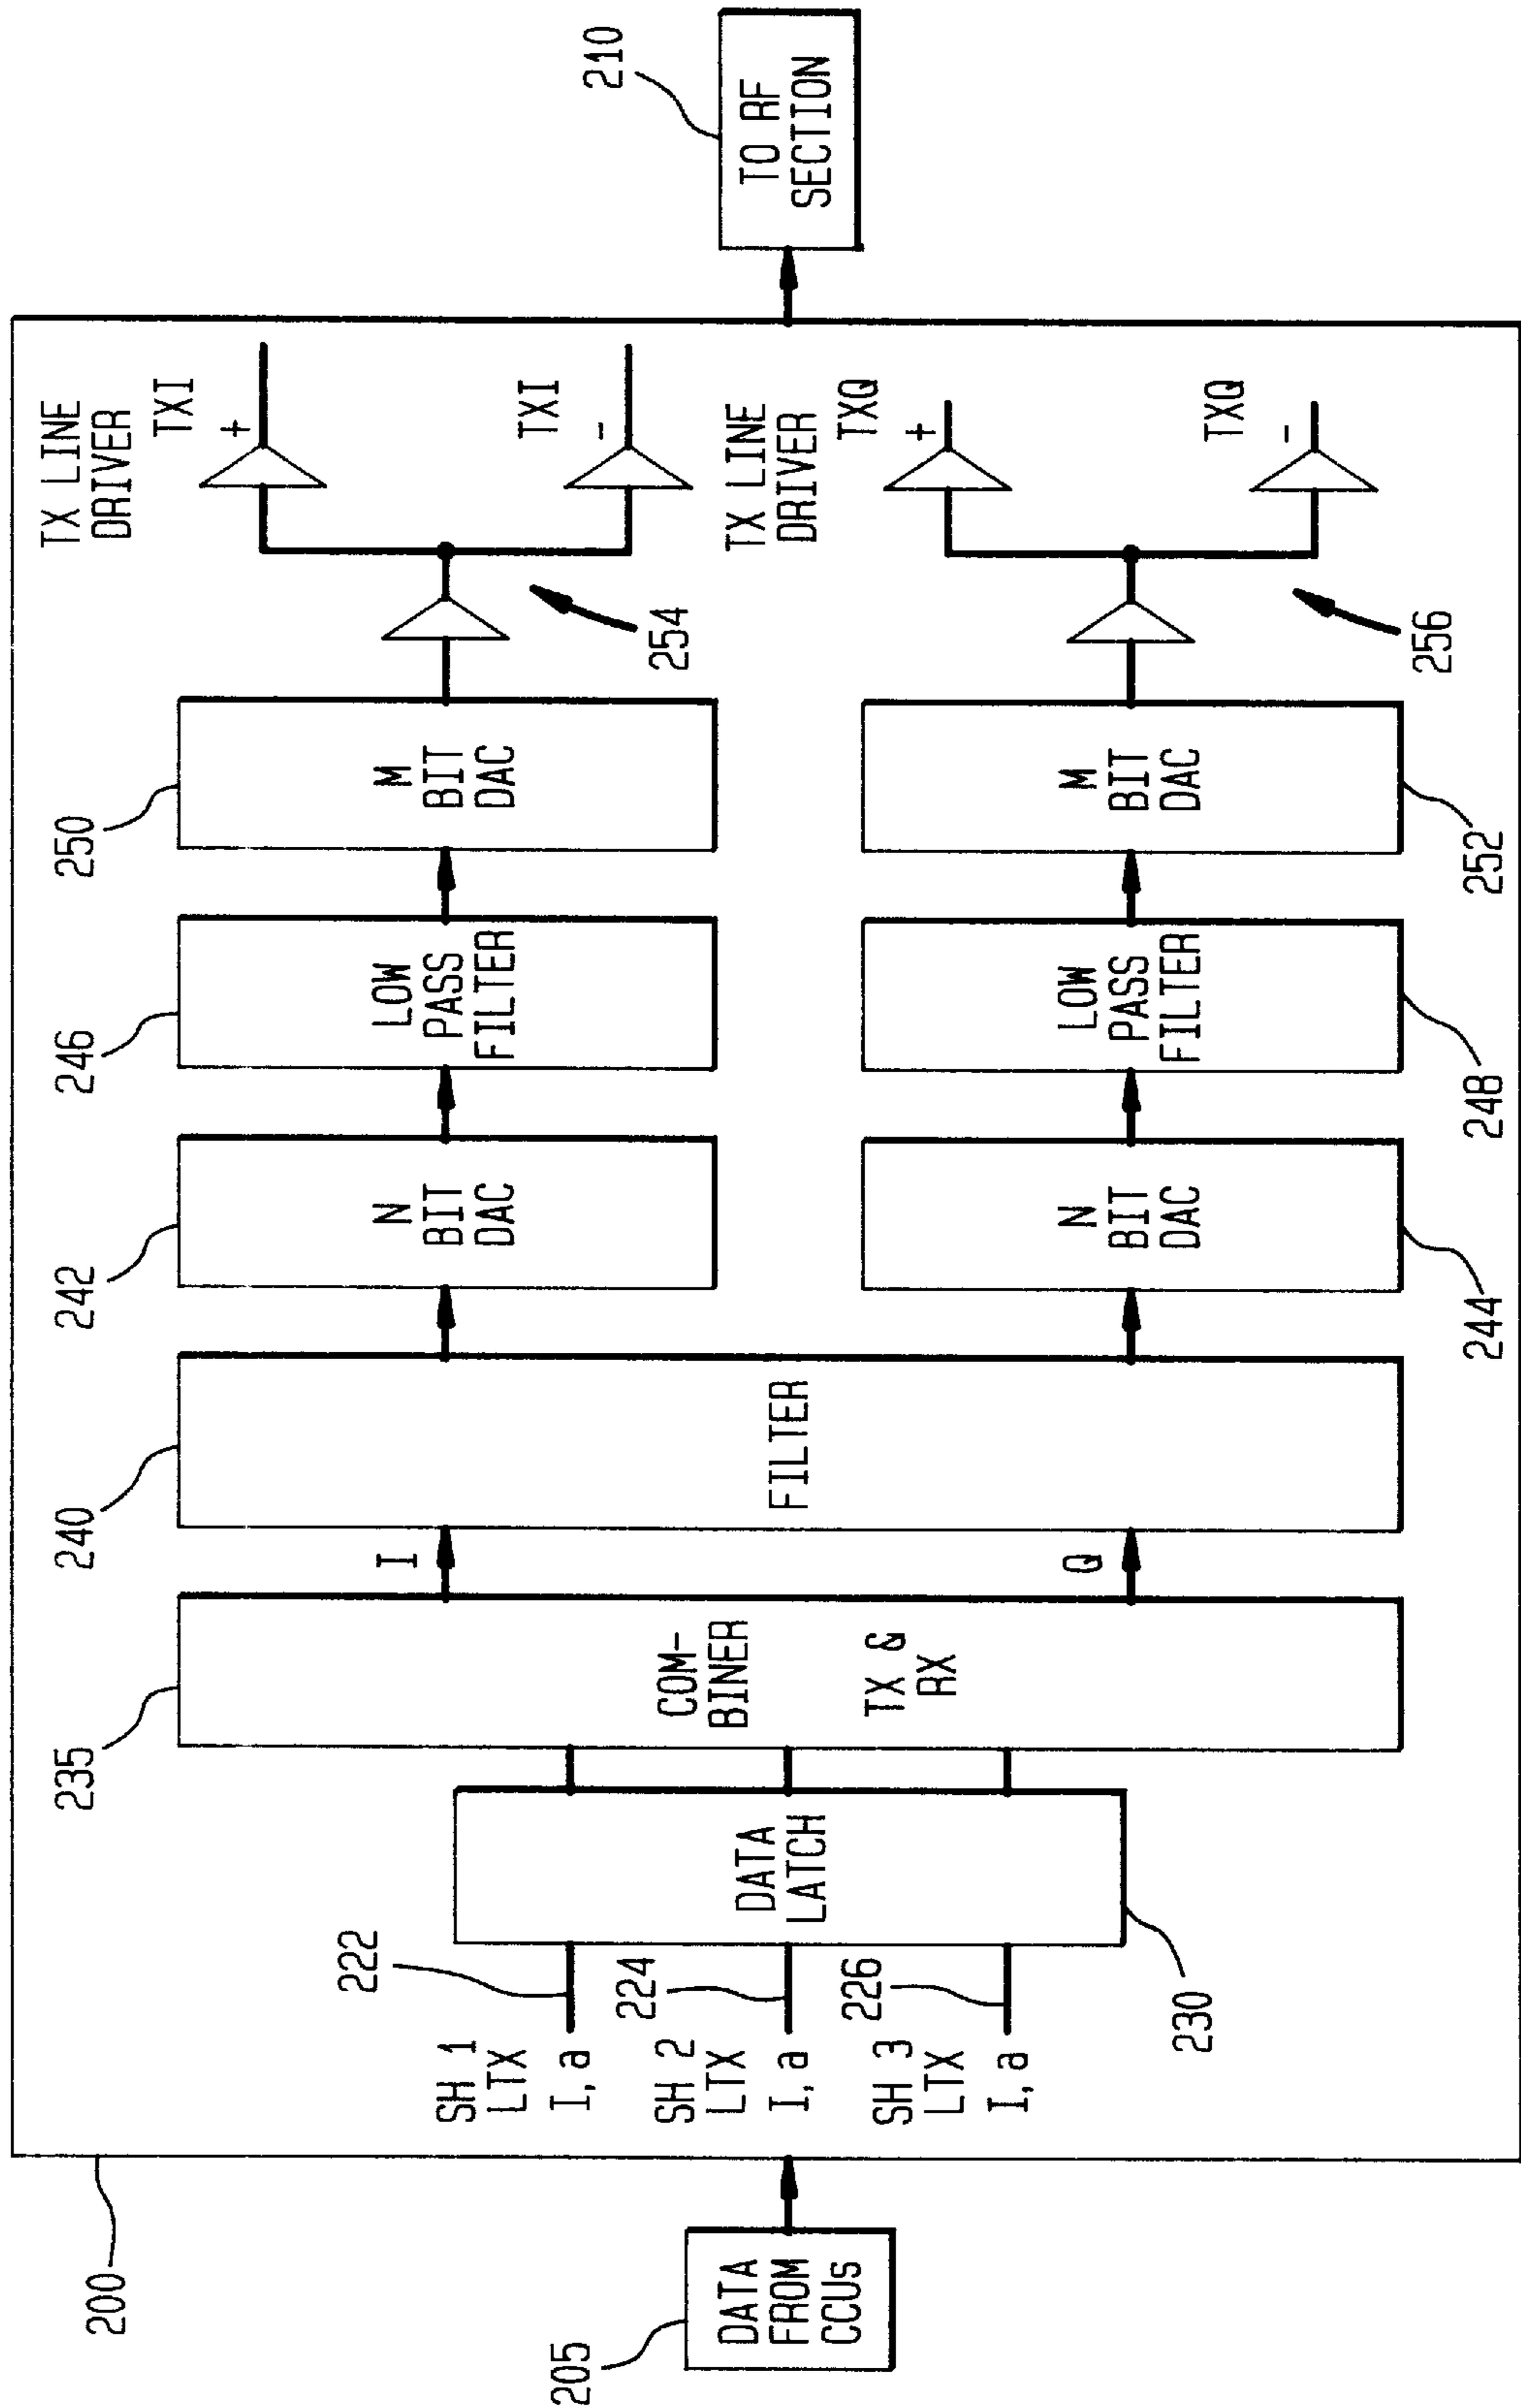 200
205
DATA
FROM
CCUs
SH 1
LTX
I, a
222
SH 2
LTX
I, a
224
SH 3
LTX
I, a
226
DATA
LATCH
230
235
COM-
BINER
TX &
RX
I
Q
240
FILTER
242
N
BIT
DAC
244
N
BIT
DAC
246
LOW
PASS
FILTER
248
LOW
PASS
FILTER
250
M
BIT
DAC
252
M
BIT
DAC
254
256
TX LINE
DRIVER
TXI
+
TXI
-
TX LINE
DRIVER
TXQ
+
TXQ
-
210
TO RF
SECTION